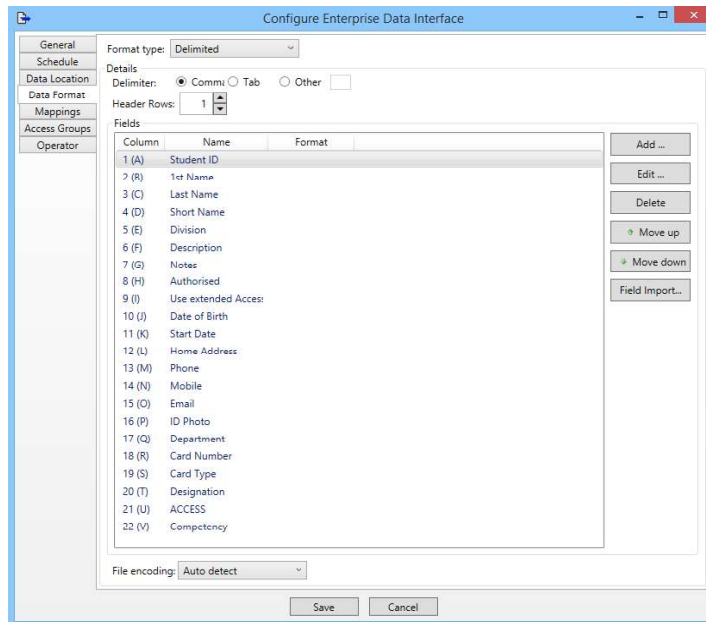 Configure Enterprise Data Interface
General
Schedule
Data Location
Data Format
Mappings
Access Groups
Operator
Format type: Delimited
Details
Delimiter: Comma Tab Other
Header Rows: 1
Fields
Column Name Format
1 (A) Student ID
2 (B) 1st Name
3 (C) Last Name
4 (D) Short Name
5 (E) Division
6 (F) Description
7 (G) Notes
8 (H) Authorised
9 (I) Use extended Access
10 (J) Date of Birth
11 (K) Start Date
12 (L) Home Address
13 (M) Phone
14 (N) Mobile
15 (O) Email
16 (P) ID Photo
17 (Q) Department
18 (R) Card Number
19 (S) Card Type
20 (T) Designation
21 (U) ACCESS
22 (V) Competency
Add ...
Edit ...
Delete
Move up
Move down
Field Import...
File encoding: Auto detect
Save Cancel